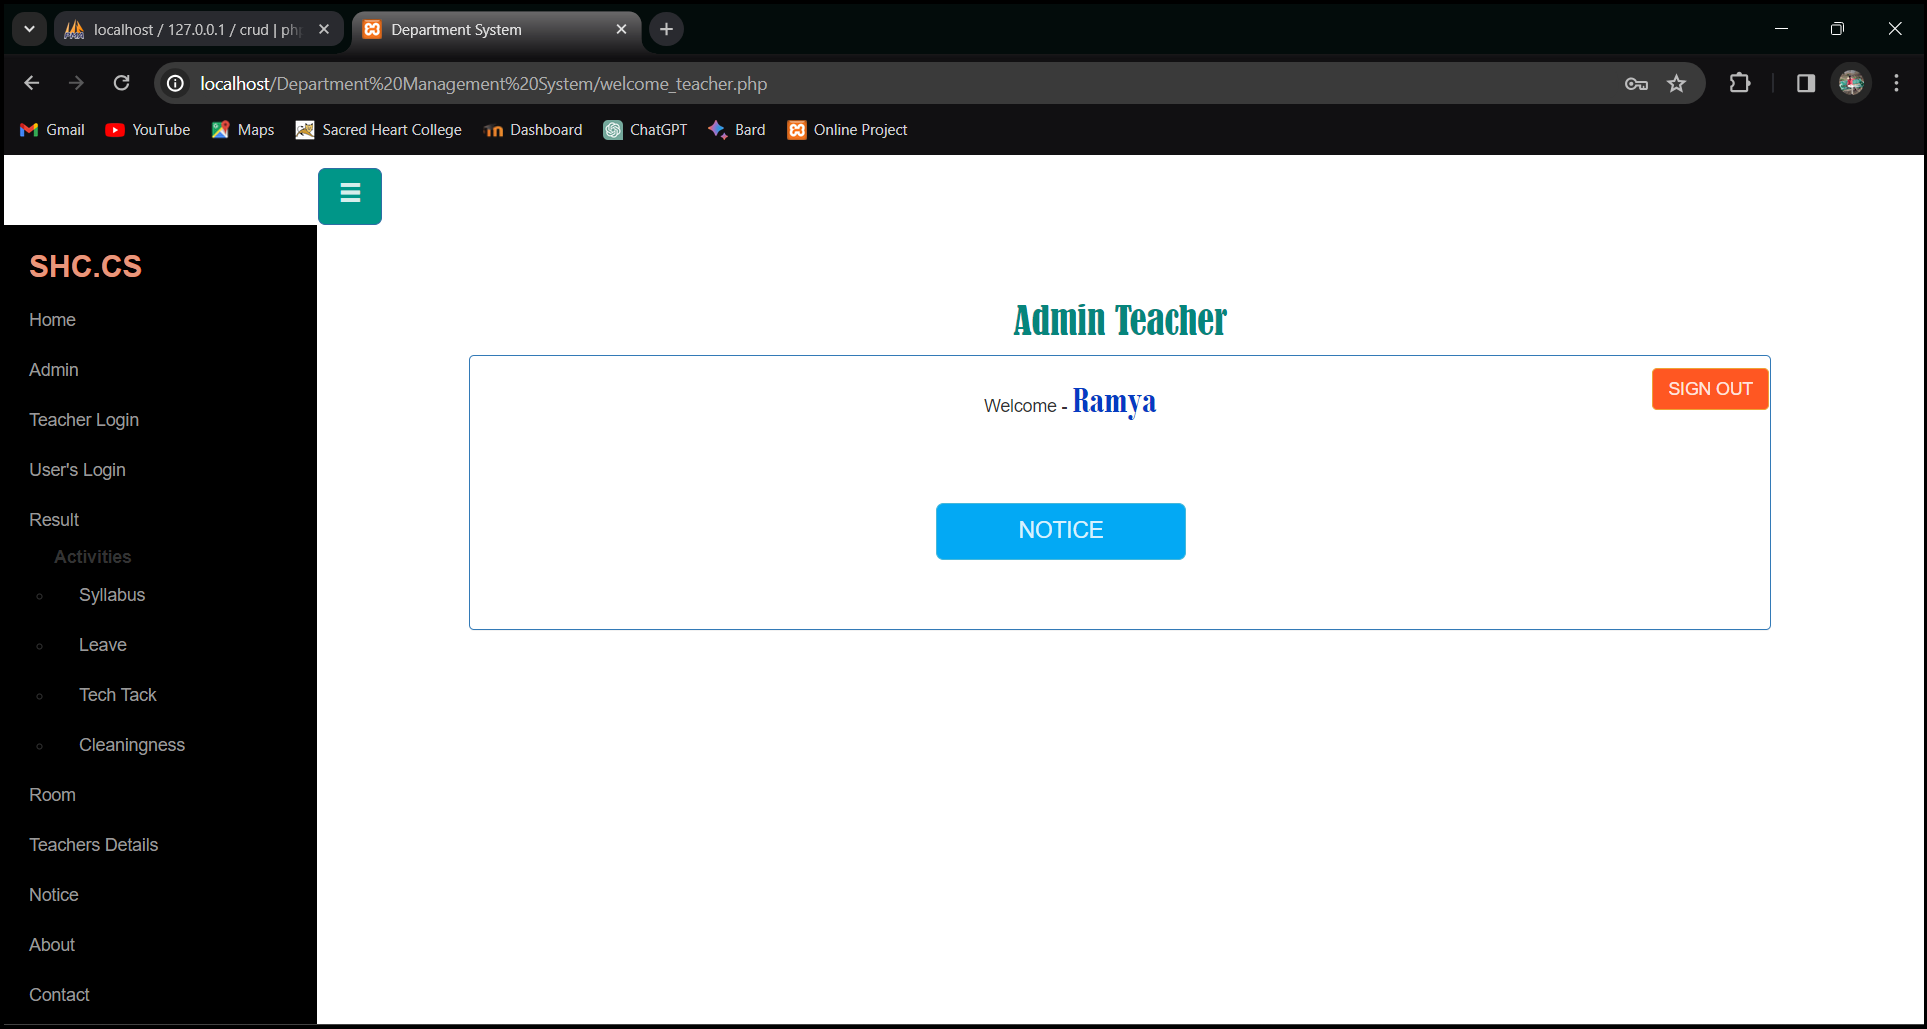 localhost / 127.0.0.1 / crud | ph
Department System
localhost/Department%20Management%20System/welcome_teacher.php
Gmail YouTube Maps Sacred Heart College Dashboard ChatGPT Bard Online Project
SHC.CS
Home
Admin
Teacher Login
User's Login
Result
Activities
Syllabus
Leave
Tech Tack
Cleaningness
Room
Teachers Details
Notice
About
Contact
Admin Teacher
SIGN OUT
Welcome - Ramya
NOTICE